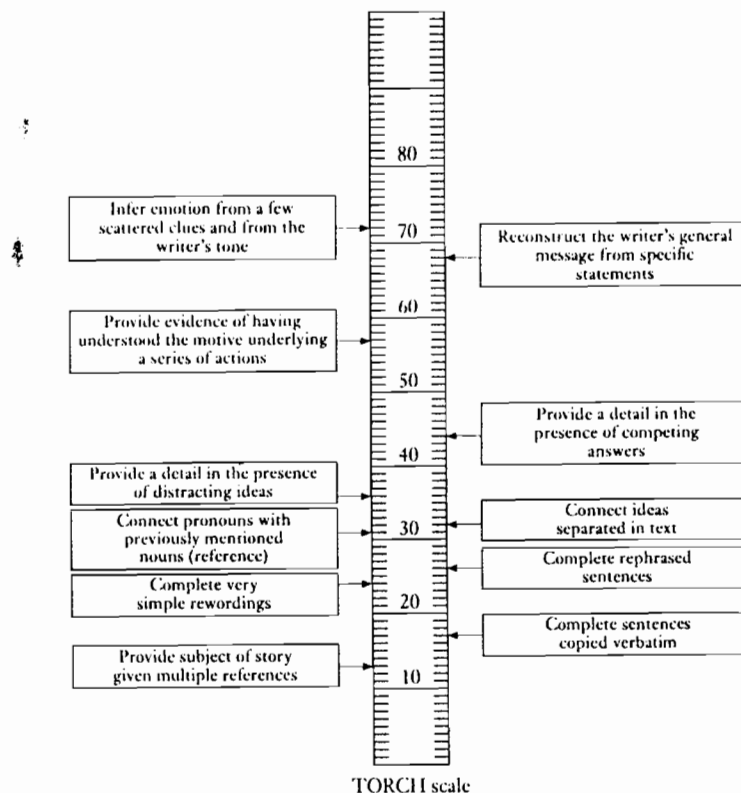 80
Infer emotion from a few
scattered clues and from the
writer's tone
70
Reconstruct the writer's general
message from specific
statements
60
Provide evidence of having
understood the motive underlying
a series of actions
50
Provide a detail in the
presence of competing
answers
40
Provide a detail in the presence
of distracting ideas
Connect pronouns with
previously mentioned
nouns (reference)
30
Connect ideas
separated in text
Complete rephrased
sentences
Complete very
simple rewordings
20
Complete sentences
copied verbatim
Provide subject of story
given multiple references
10
TORCH scale